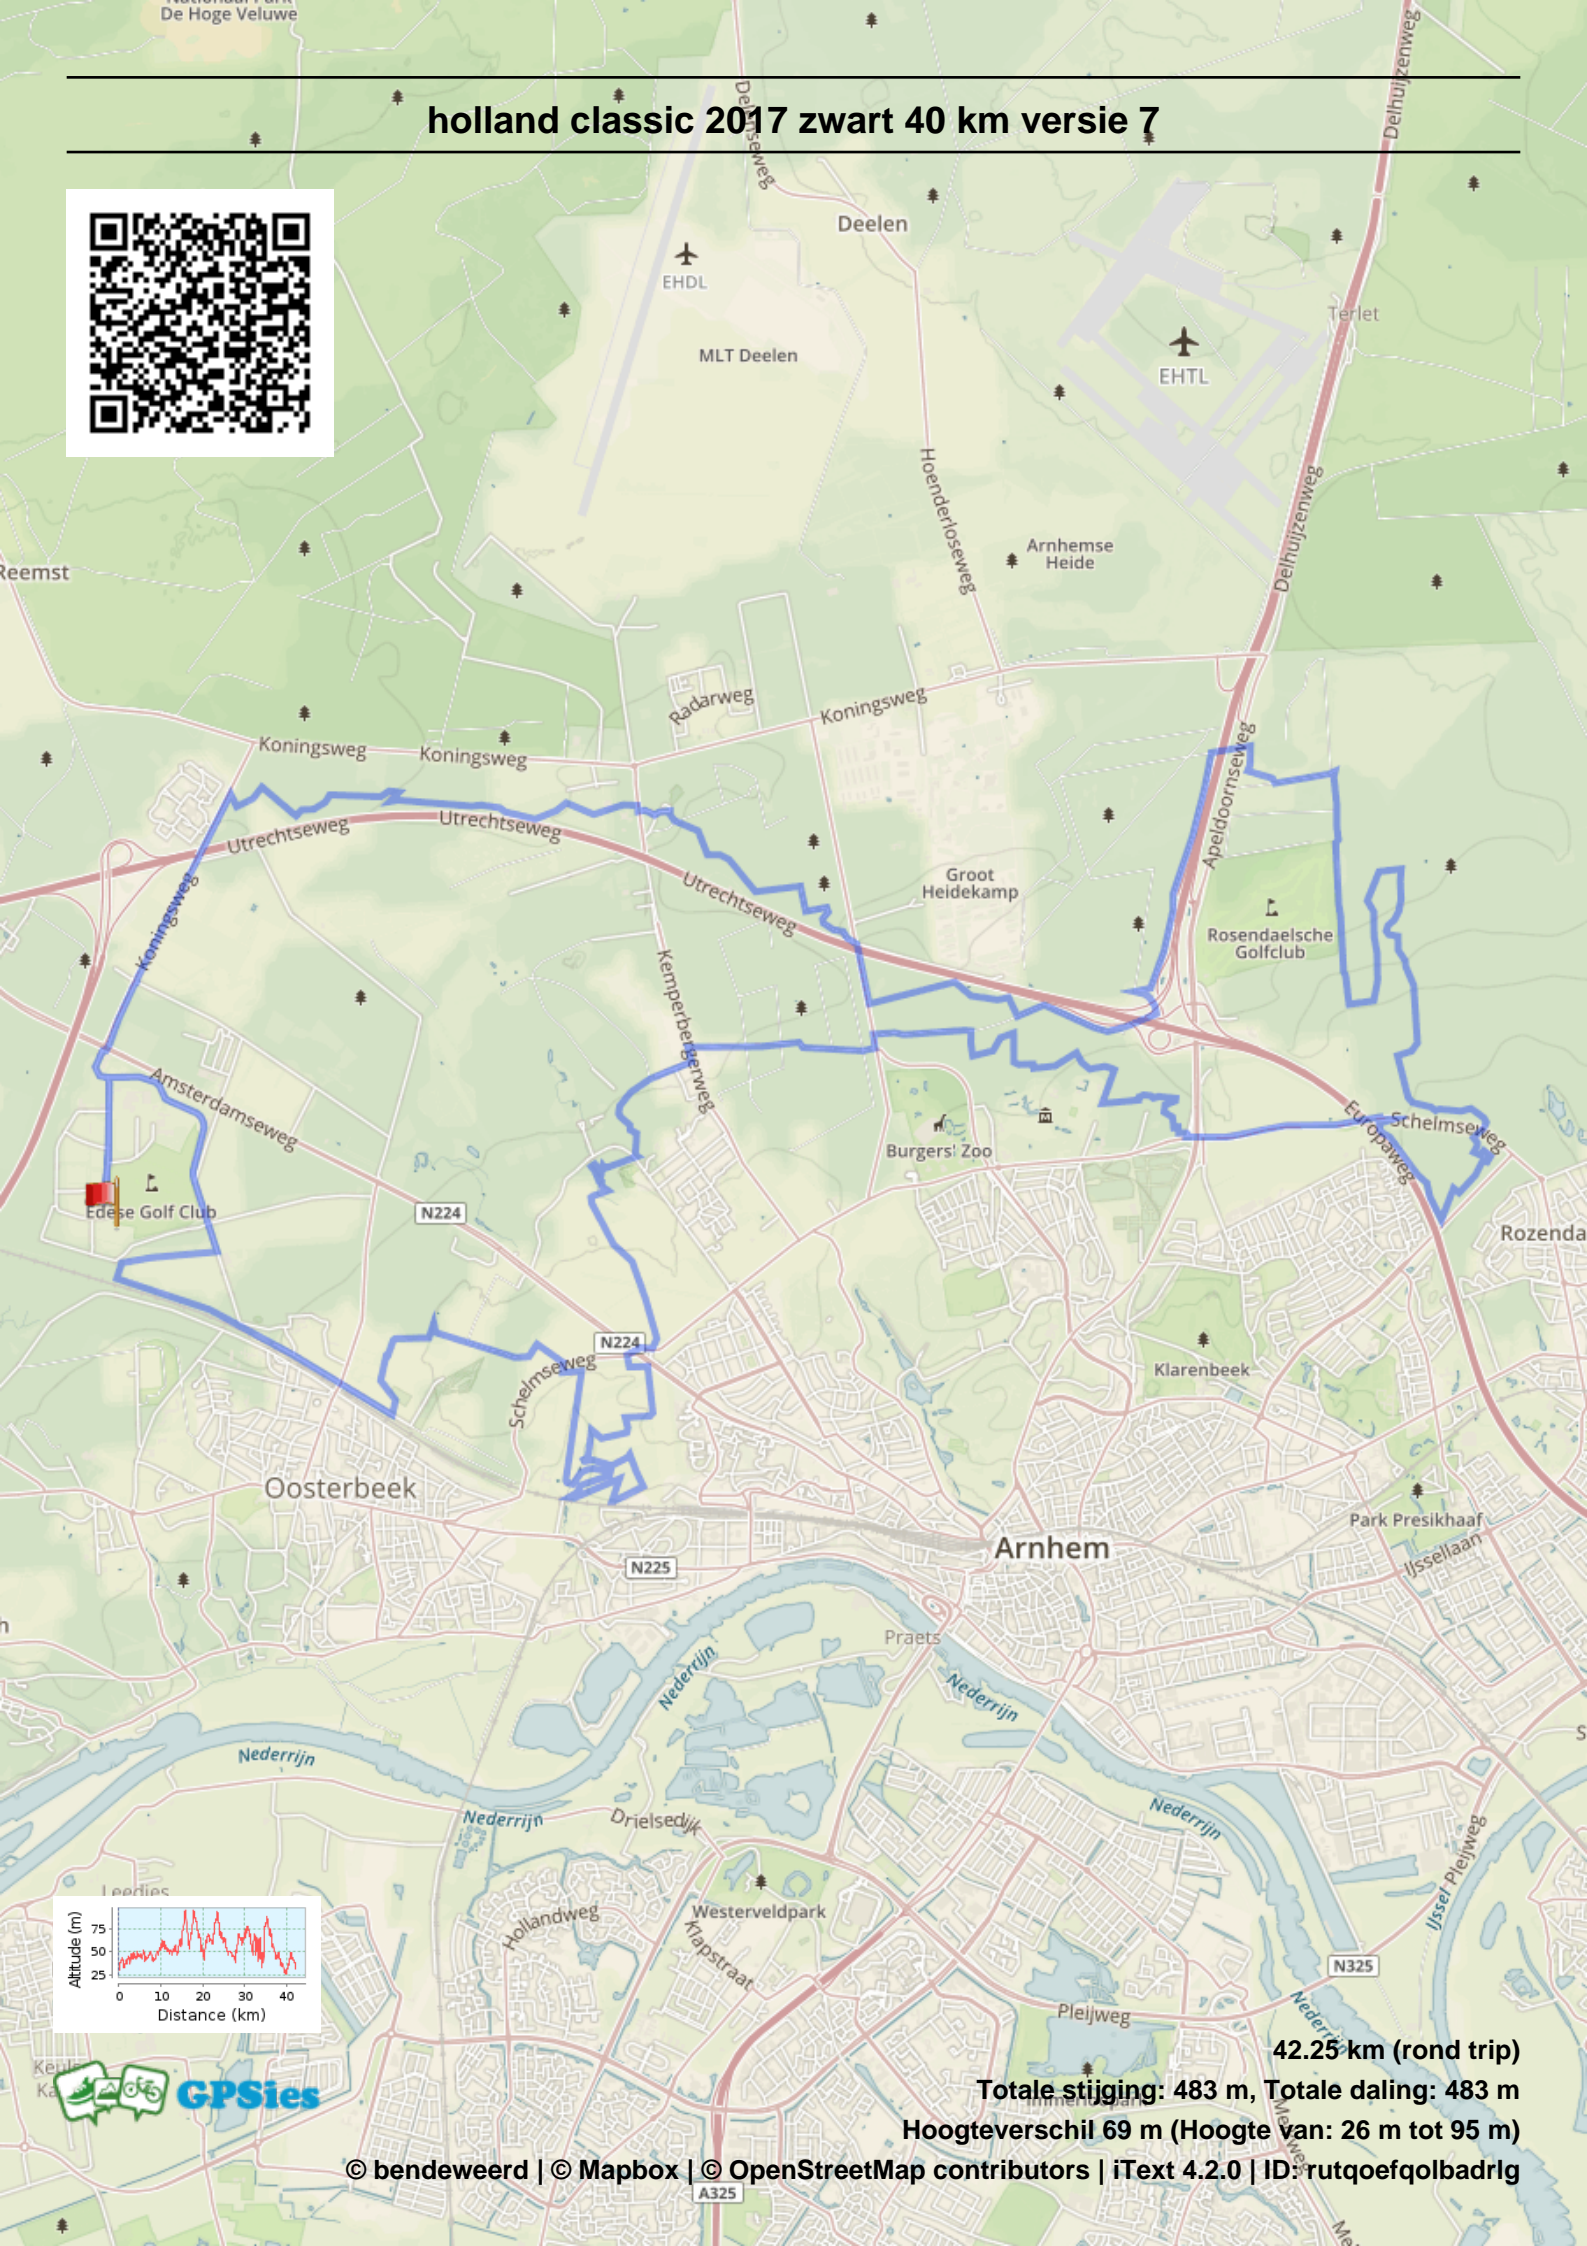 De Hoge Veluwe
Delhuijzenweg
holland classic 2017 zwart 40 km versie 7
Deelenseweg
Deelen
EHDL
Terlet
MLT Deelen
EHTL
Hoenderloseweg
Delhuijzenweg
Arnhemse
Heide
Reemst
Radarweg
Koningsweg
Koningsweg
Koningsweg
Apeldoornseweg
Utrechtseweg
Utrechtseweg
Utrechtseweg
Groot
Heidekamp
Koningsweg
Rosendaelsche
Golfclub
Kemperbergerweg
Amsterdamseweg
Europaweg
Schelmseweg
Burgers' Zoo
Edese Golf Club
N224
Rozenda
N224
Schelmseweg
Klarenbeek
Oosterbeek
Park Presikhaaf
Arnhem
IJssellaan
N225
h
Praets
Nederrijn
Nederrijn
Nederrijn
S
Nederrijn
Drielsedijk
Nederrijn
Pleijweg
Leedjes
Westerveldpark
Hollandweg
Klapstraat
IJssel
N325
Altitude (m)
75
50
25
0 10 20 30 40
Distance (km)
Pleijweg
Nederrijn
42.25 km (rond trip)
GPSies
Totale stijging: 483 m, Totale daling: 483 m
Hoogteverschil 69 m (Hoogte van: 26 m tot 95 m)
© bendeweerd | © Mapbox | © OpenStreetMap contributors | iText 4.2.0 | ID: rutqoefqolbadrlg
A325